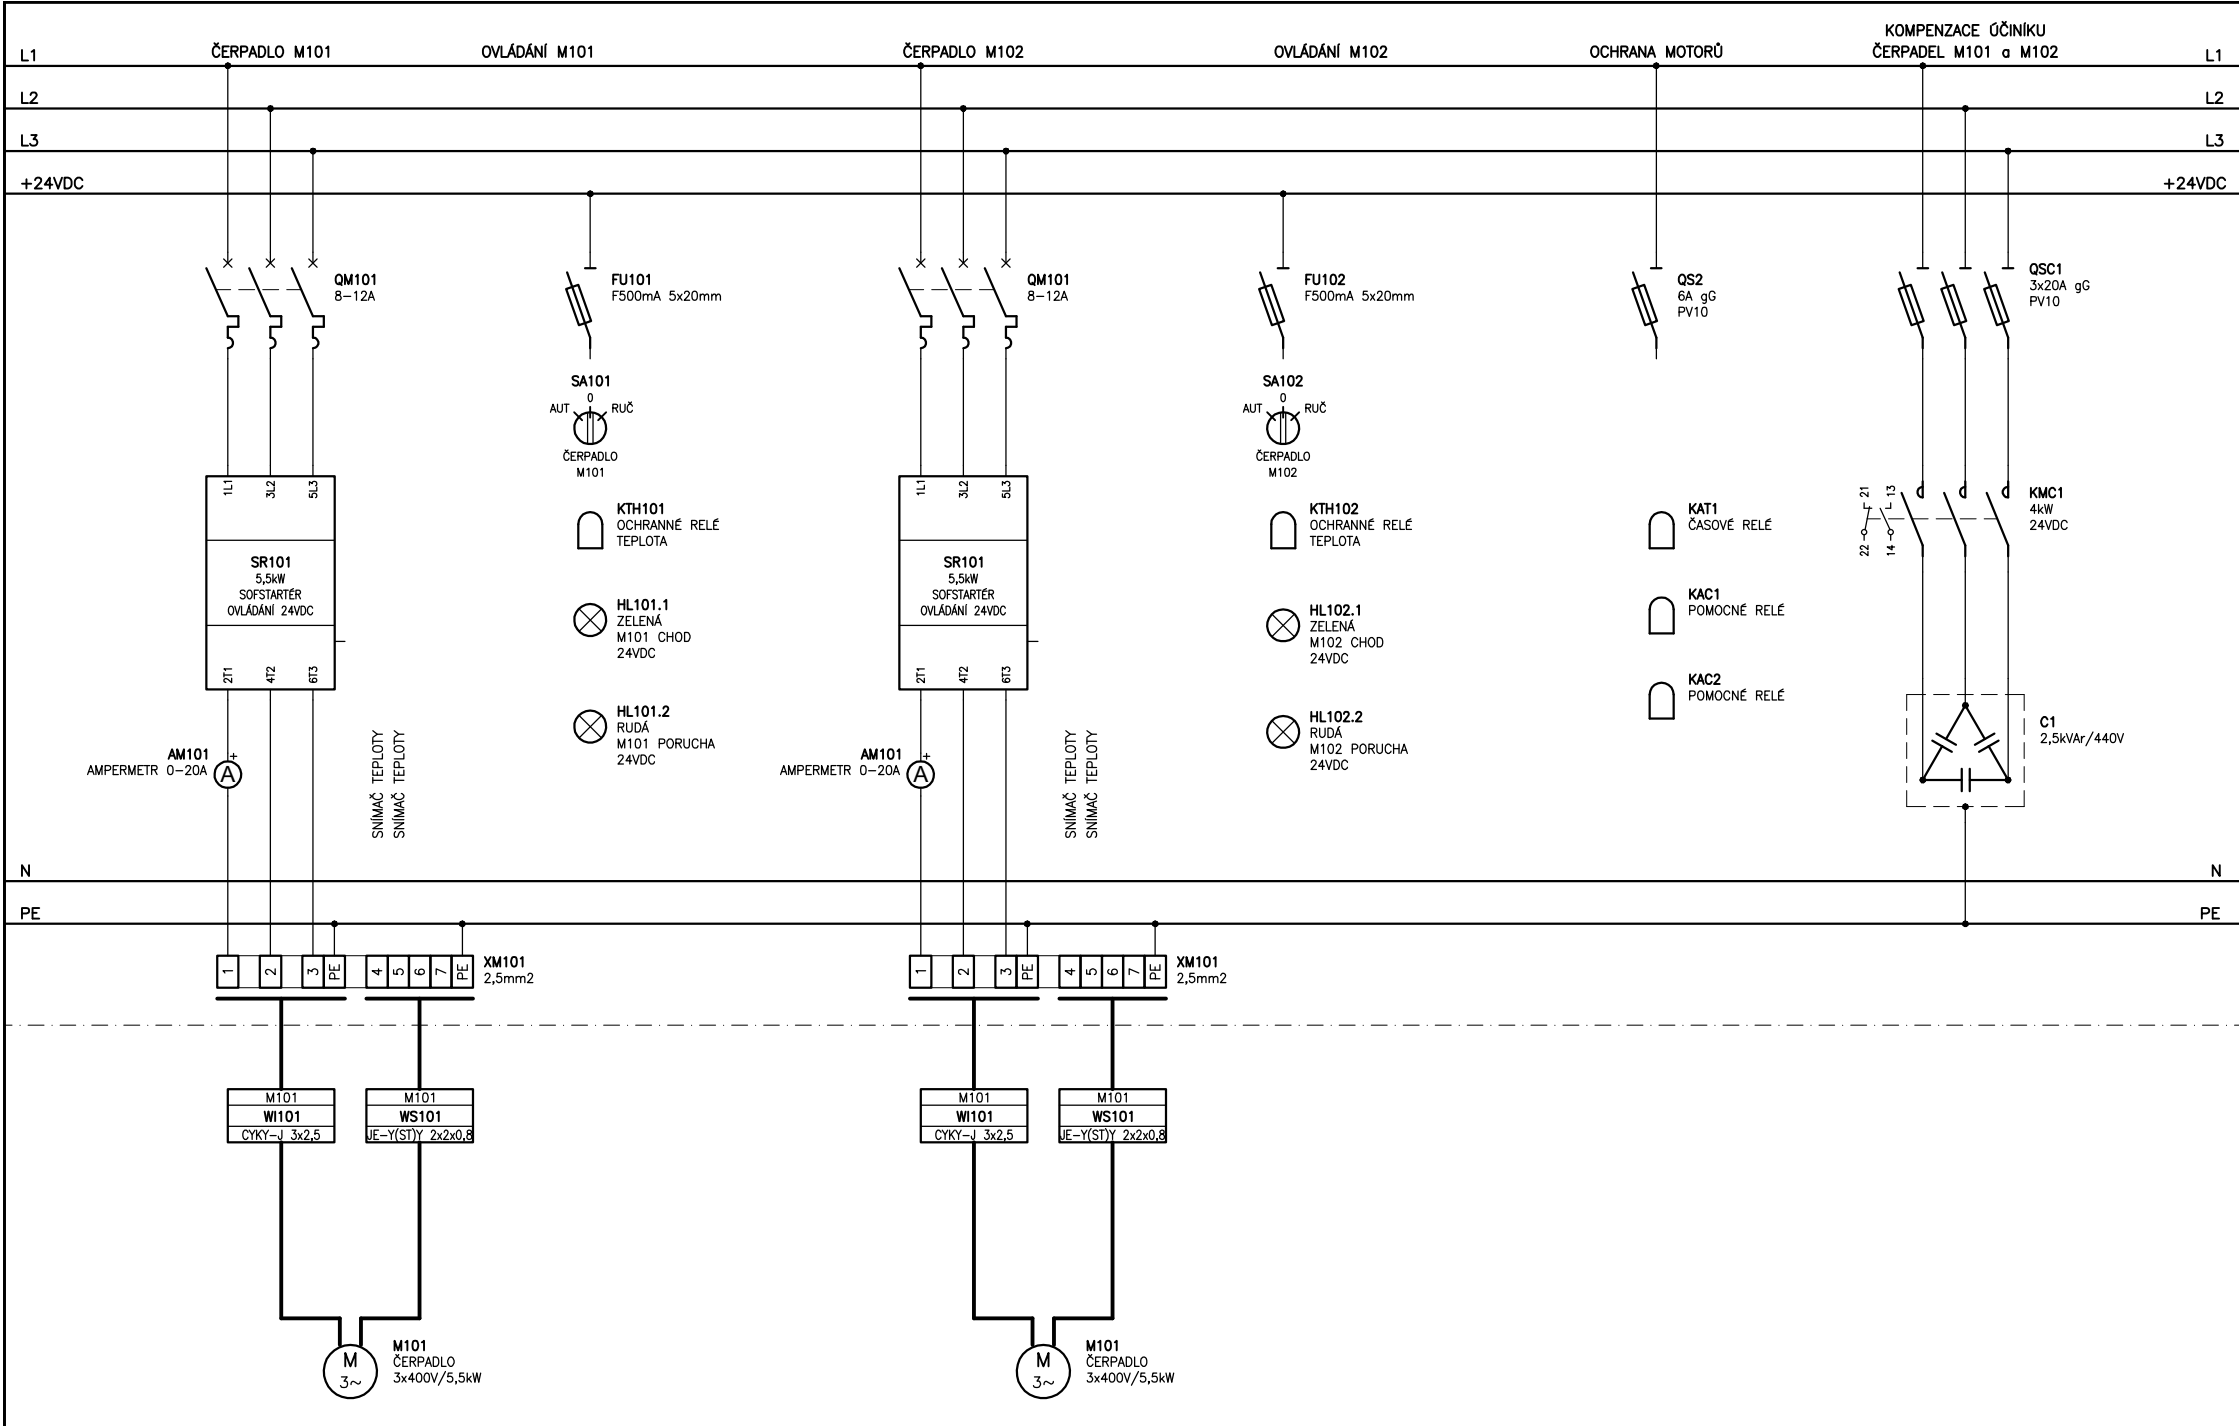 KOMPENZACE ÚČINÍKU
ČERPADLO M101
OVLÁDÁNÍ M101
ČERPADLO M102
OVLÁDÁNÍ M102
OCHRANA MOTORŮ
ČERPADEL M101 a M102
L1
L1
L2
L2
L3
L3
+24VDC
+24VDC
QM101
8-12A
FU101
F500mA 5x20mm
QM101
8-12A
FU102
F500mA 5x20mm
QS2
6A gG
PV10
QSC1
3x20A gG
PV10
SA101
0
AUT
RUČ
ČERPADLO
M101
SA102
0
AUT
RUČ
ČERPADLO
M102
1L1
3L2
5L3
SR101
5,5kW
SOFSTARTÉR
OVLÁDÁNÍ 24VDC
2T1
4T2
6T3
KTH101
OCHRANNÉ RELÉ
TEPLOTA
HL101.1
ZELENÁ
M101 CHOD
24VDC
HL101.2
RUDÁ
M101 PORUCHA
24VDC
1L1
3L2
5L3
SR101
5,5kW
SOFSTARTÉR
OVLÁDÁNÍ 24VDC
2T1
4T2
6T3
KTH102
OCHRANNÉ RELÉ
TEPLOTA
HL102.1
ZELENÁ
M102 CHOD
24VDC
HL102.2
RUDÁ
M102 PORUCHA
24VDC
KAT1
ČASOVÉ RELÉ
KAC1
POMOCNÉ RELÉ
KAC2
POMOCNÉ RELÉ
21
13
22
14
KMC1
4kW
24VDC
C1
2,5kVAr/440V
AM101
+
AMPERMETR 0-20A
A
SNÍMAČ TEPLOTY
SNÍMAČ TEPLOTY
AM101
+
AMPERMETR 0-20A
A
SNÍMAČ TEPLOTY
SNÍMAČ TEPLOTY
N
N
PE
PE
1
2
3
PE
4
5
6
7
PE
XM101
2,5mm2
1
2
3
PE
4
5
6
7
PE
XM101
2,5mm2
M101
WI101
CYKY-J 3x2,5
M101
WS101
JE-Y(ST)Y 2x2x0,8
M101
WI101
CYKY-J 3x2,5
M101
WS101
JE-Y(ST)Y 2x2x0,8
M
3~
M101
ČERPADLO
3x400V/5,5kW
M
3~
M101
ČERPADLO
3x400V/5,5kW